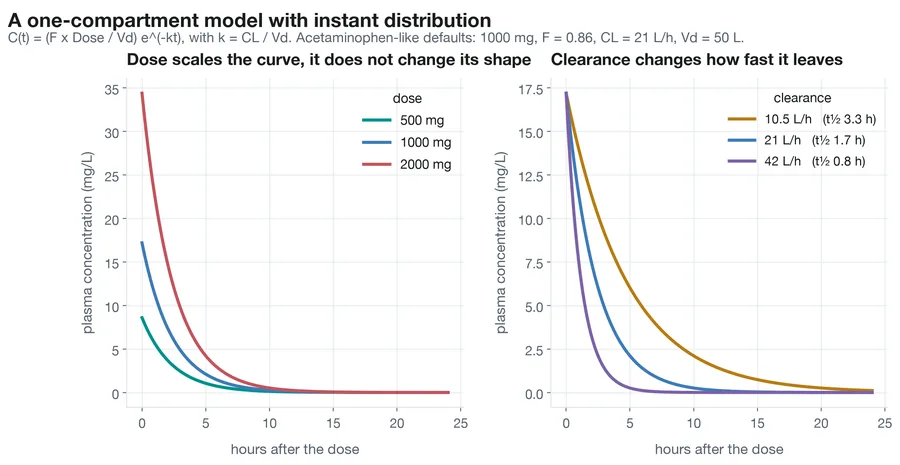 A one-compartment model with instant distribution
C(t) = (F x Dose / Vd) e^(-kt), with k = CL / Vd. Acetaminophen-like defaults: 1000 mg, F = 0.86, CL = 21 L/h, Vd = 50 L.
Dose scales the curve, it does not change its shape
plasma concentration (mg/L)
35
30
25
20
15
10
5
0
dose
500 mg
1000 mg
2000 mg
0 5 10 15 20 25
hours after the dose
Clearance changes how fast it leaves
plasma concentration (mg/L)
17.5
15.0
12.5
10.0
7.5
5.0
2.5
0.0
clearance
10.5 L/h (t½ 3.3 h)
21 L/h (t½ 1.7 h)
42 L/h (t½ 0.8 h)
0 5 10 15 20 25
hours after the dose